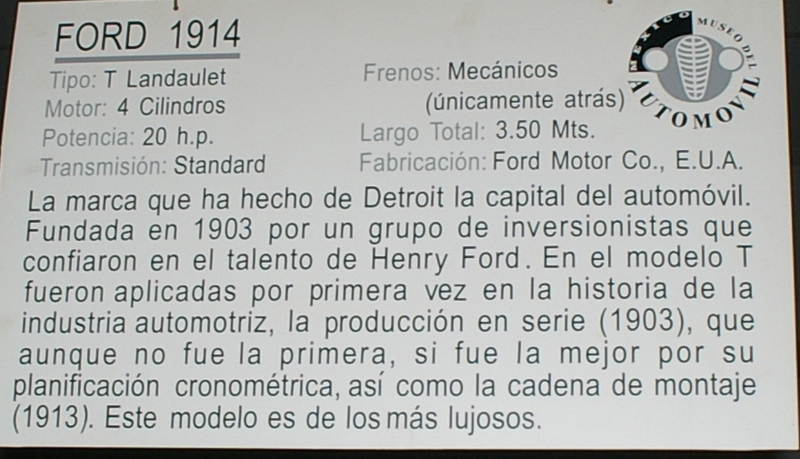 FORD 1914
Tipo: T Landaulet
Motor: 4 Cilindros
Potencia: 20 h.p.
Transmisión: Standard
Frenos: Mecánicos
(únicamente atrás)
Largo Total: 3.50 Mts.
Fabricación: Ford Motor Co., E.U.A.
MEXICO MUSEO DEL
AUTOMOVIL
La marca que ha hecho de Detroit la capital del automóvil.
Fundada en 1903 por un grupo de inversionistas que
confiaron en el talento de Henry Ford. En el modelo T
fueron aplicadas por primera vez en la historia de la
industria automotriz, la producción en serie (1903), que
aunque no fue la primera, si fue la mejor por su
planificación cronométrica, así como la cadena de montaje
(1913). Este modelo es de los más lujosos.